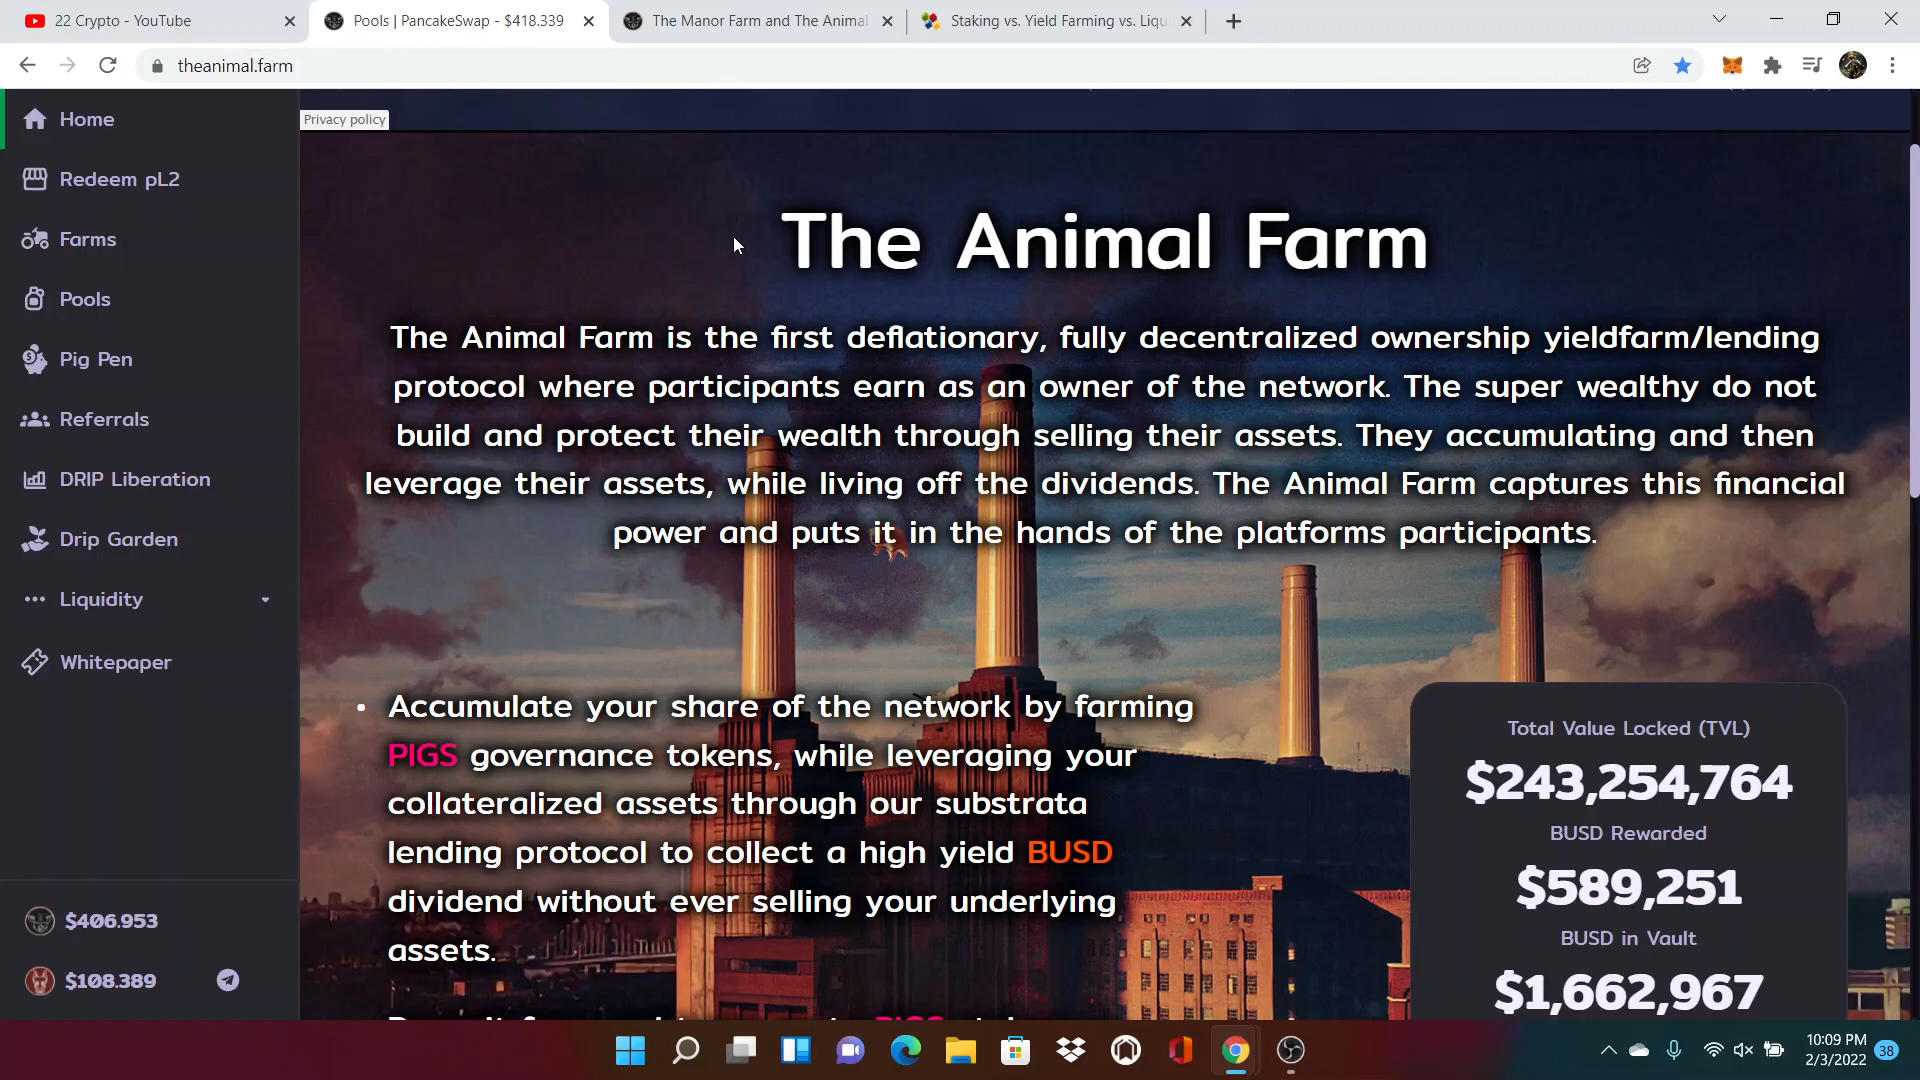 22 Crypto - YouTube
Pools | PancakeSwap - $418.339
The Manor Farm and The Animal
Staking vs. Yield Farming vs. Liqu
theanimal.farm
Home
Redeem pL2
Farms
Pools
Pig Pen
Referrals
DRIP Liberation
Drip Garden
Liquidity
Whitepaper
$406.953
$108.389
Privacy policy
The Animal Farm
The Animal Farm is the first deflationary, fully decentralized ownership yieldfarm/lending
protocol where participants earn as an owner of the network. The super wealthy do not
build and protect their wealth through selling their assets. They accumulating and then
leverage their assets, while living off the dividends. The Animal Farm captures this financial
power and puts it in the hands of the platforms participants.
• Accumulate your share of the network by farming
PIGS governance tokens, while leveraging your
collateralized assets through our substrata
lending protocol to collect a high yield BUSD
dividend without ever selling your underlying
assets.
Total Value Locked (TVL)
$243,254,764
BUSD Rewarded
$589,251
BUSD in Vault
$1,662,967
10:09 PM
2/3/2022
38